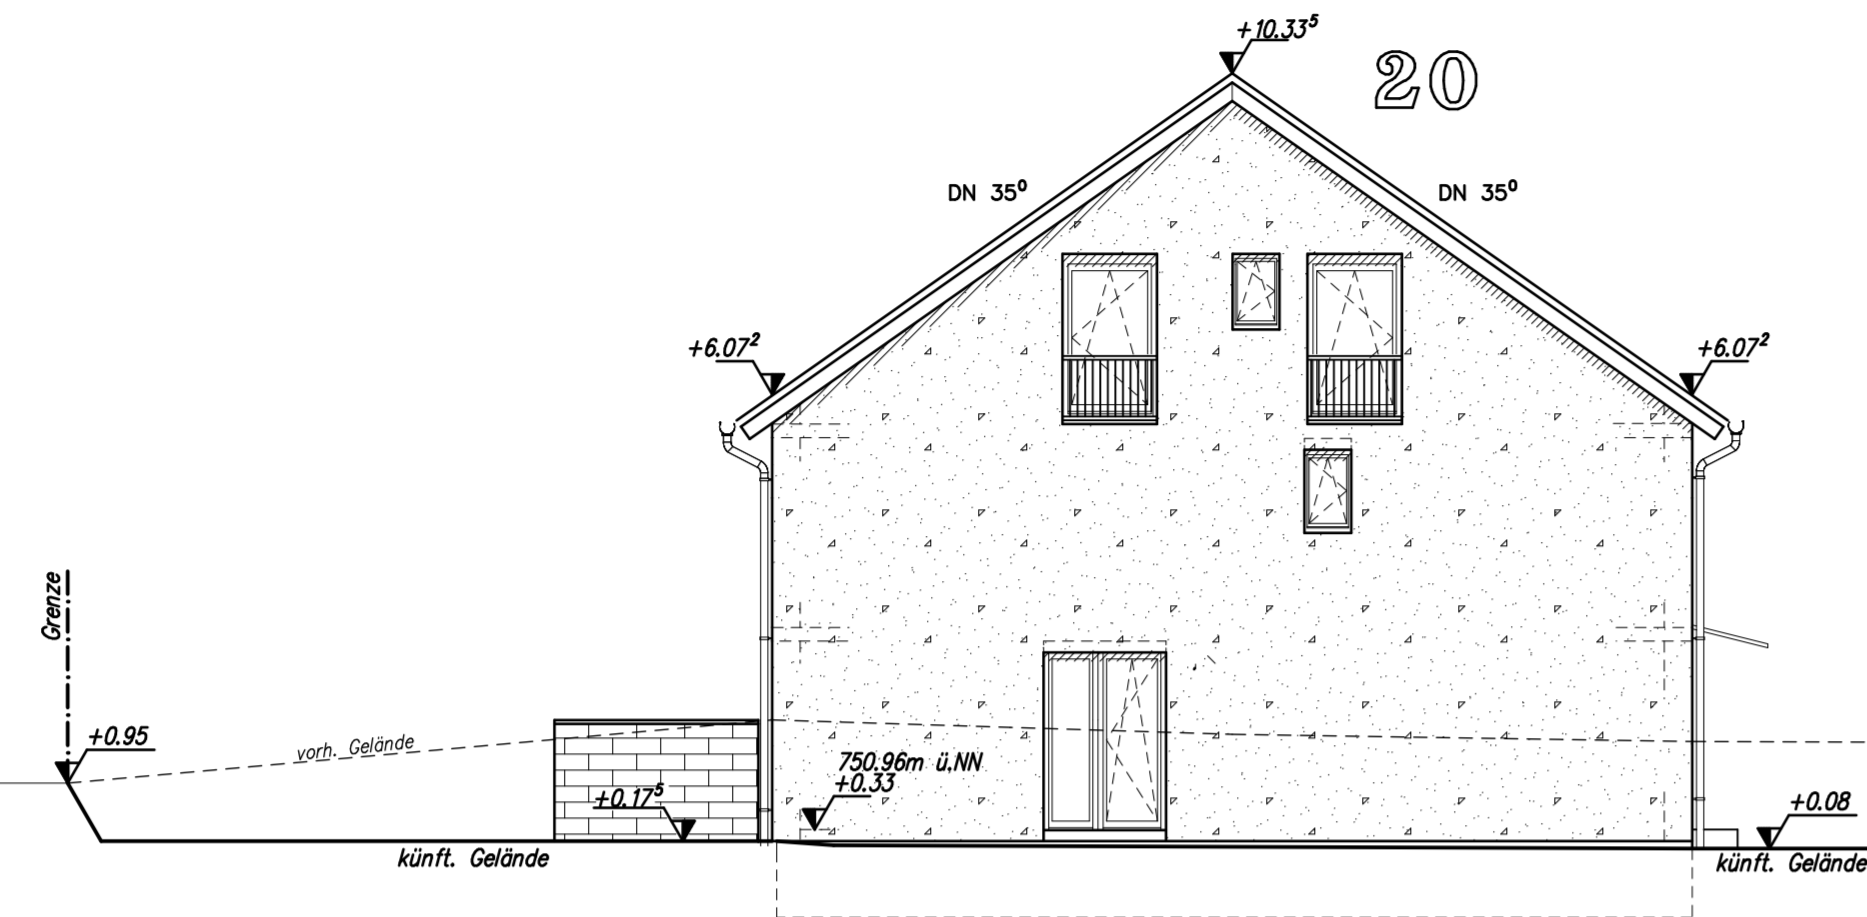 +10.33⁵
20
DN 35⁰
DN 35⁰
+6.07²
+6.07²
Grenze
+0.95
vorh. Gelände
750.96m ü.NN
+0.33
+0.17⁵
+0.08
künft. Gelände
künft. Gelände